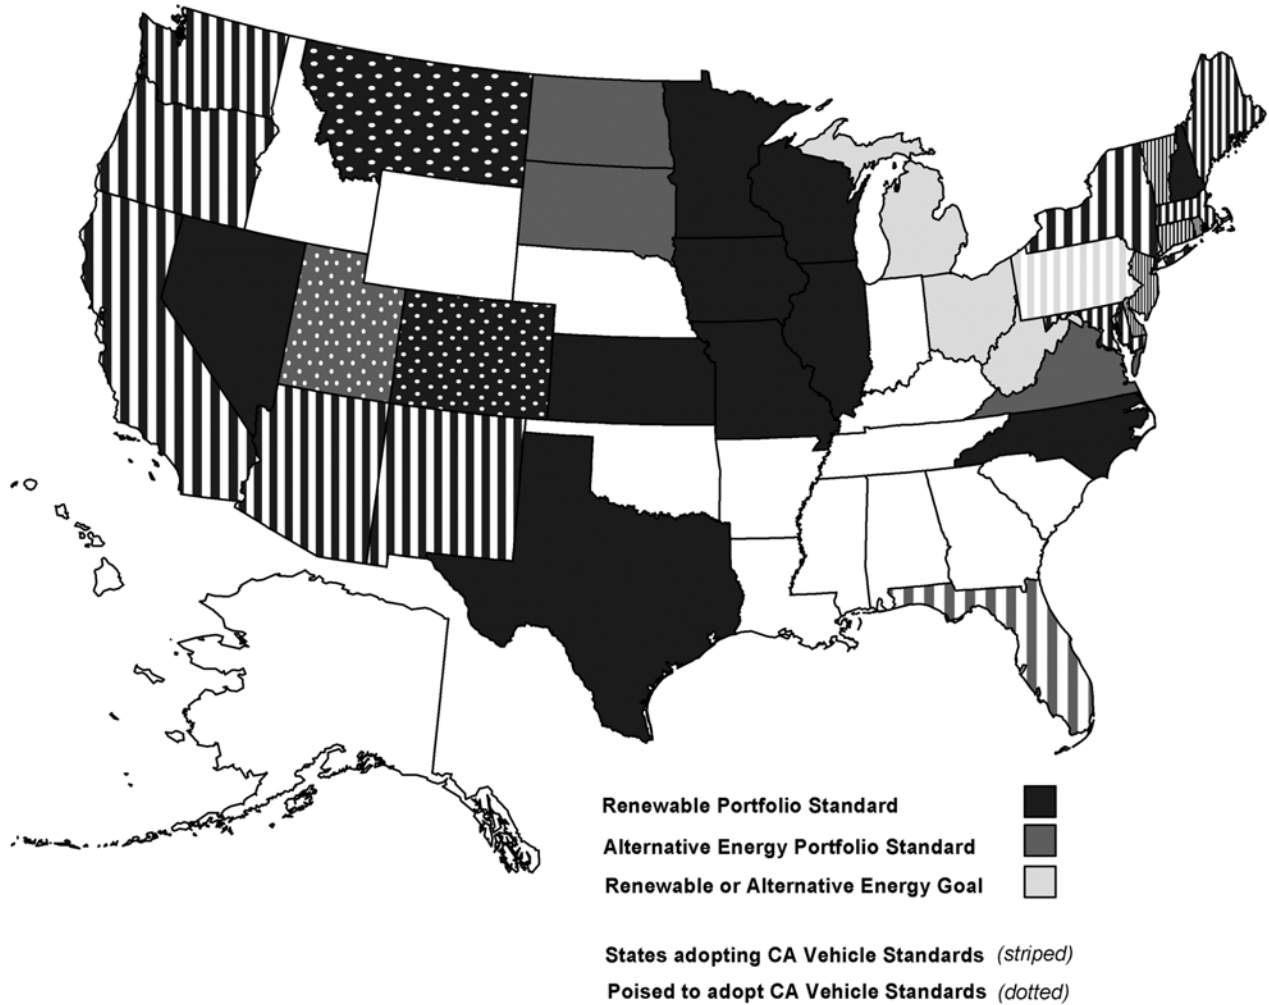 Renewable Portfolio Standard
Alternative Energy Portfolio Standard
Renewable or Alternative Energy Goal
States adopting CA Vehicle Standards (striped)
Poised to adopt CA Vehicle Standards (dotted)